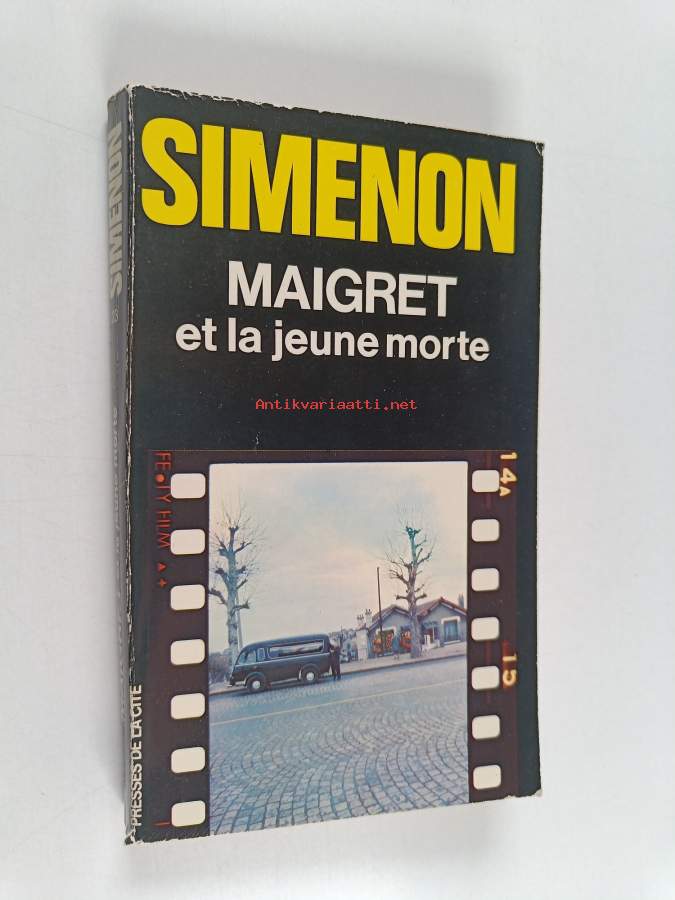 SIMENON
MAIGRET
et la jeune morte
Antikvariaatti.net
14A
15
SIMENON
PRESSES DE LA CITÉ